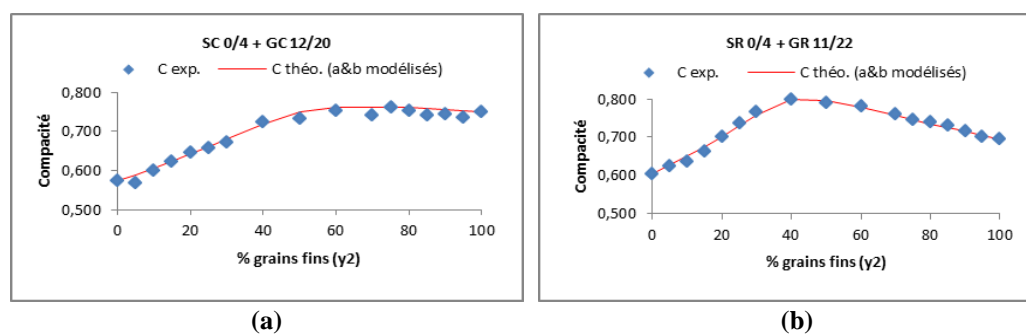 SC 0/4 + GC 12/20
C exp.
C théo. (a&b modélisés)
0,800
0,700
0,600
0,500
Compacité
0 20 40 60 80 100
% grains fins (y2)
(a)
SR 0/4 + GR 11/22
C exp.
C théo. (a&b modélisés)
0,800
0,700
0,600
0,500
Compacité
0 20 40 60 80 100
% grains fins (y2)
(b)